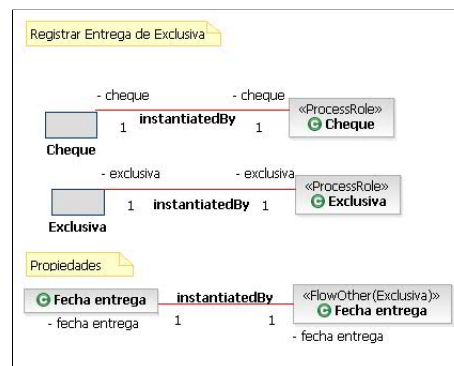 Registrar Entrega de Exclusiva
- cheque - cheque
«ProcessRole»
1 instantiatedBy 1 Cheque
Cheque
- exclusiva - exclusiva
«ProcessRole»
1 instantiatedBy 1 Exclusiva
Exclusiva
Propiedades
Fecha entrega instantiatedBy «FlowOther(Exclusiva)»
Fecha entrega
- fecha entrega 1 1
- fecha entrega